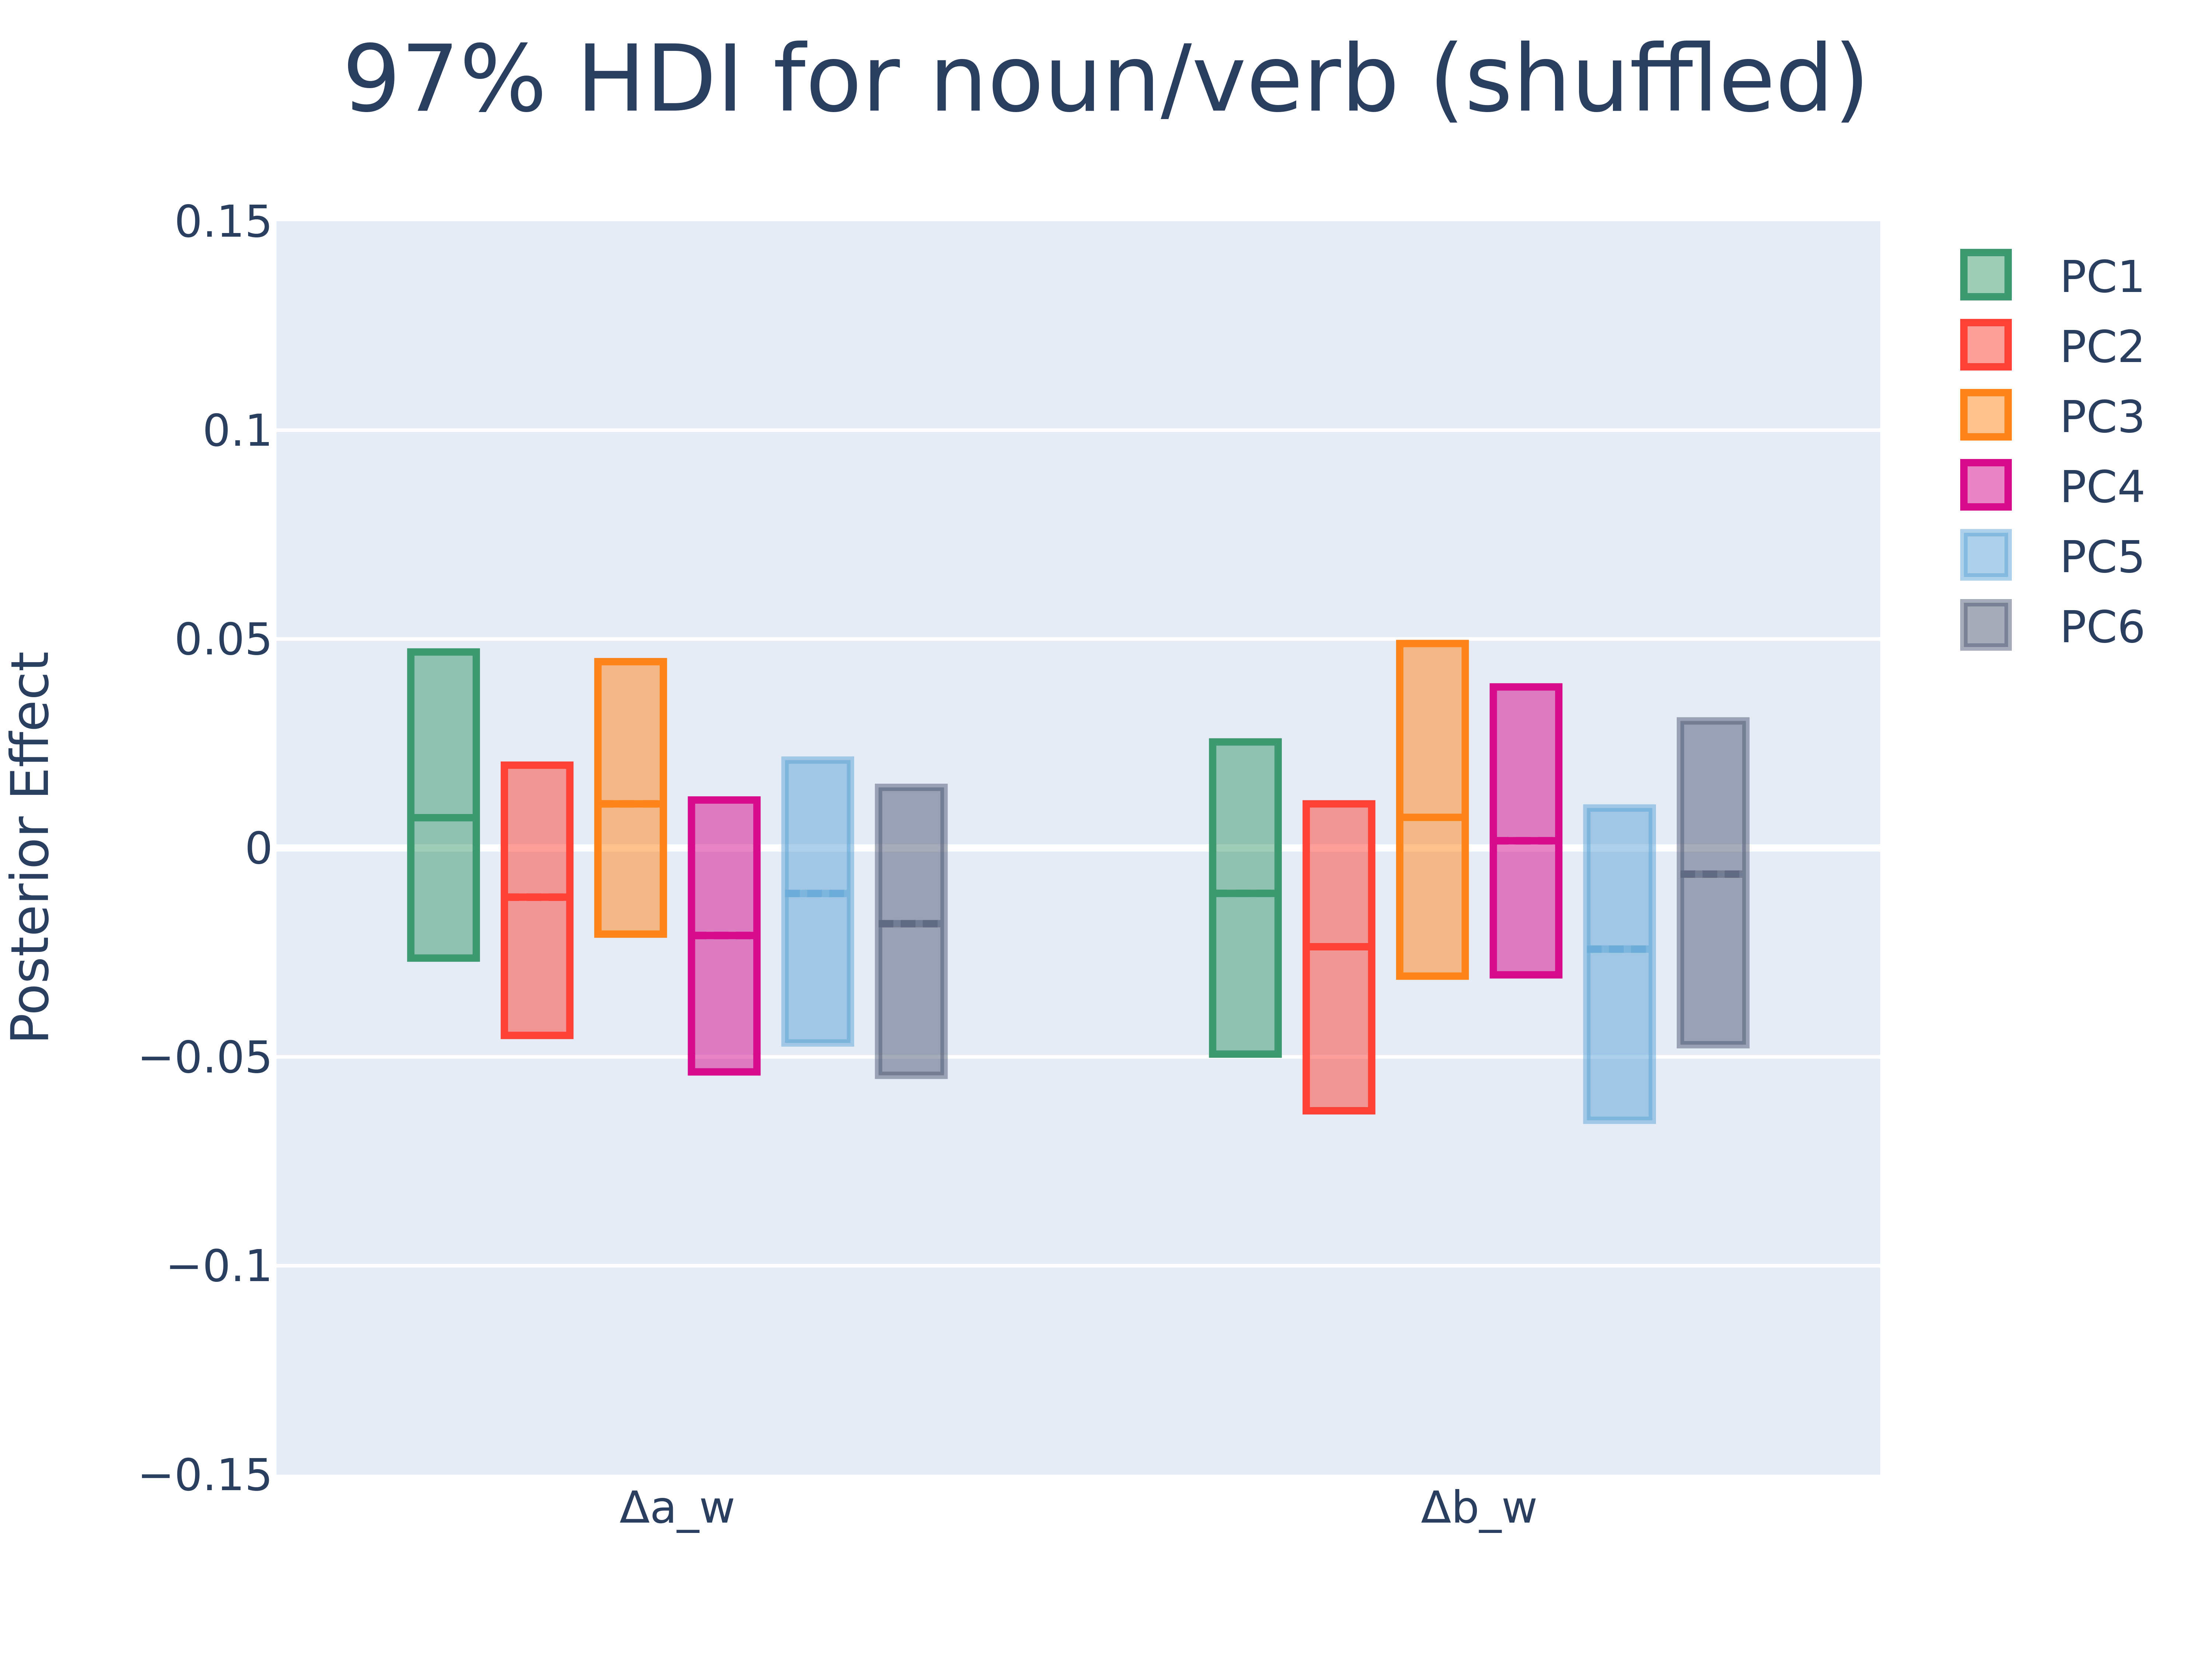 97% HDI for noun/verb (shuffled)
Posterior Effect
0.15
0.1
0.05
0
−0.05
−0.1
−0.15
Δa_w
Δb_w
PC1
PC2
PC3
PC4
PC5
PC6